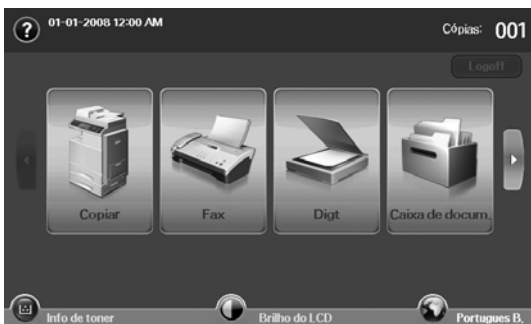 ?
01-01-2008 12:00 AM
Cópias: 001
Logoff
Copiar Fax Digt Caixa de docum.
Info de toner Brilho do LCD Portugues B.